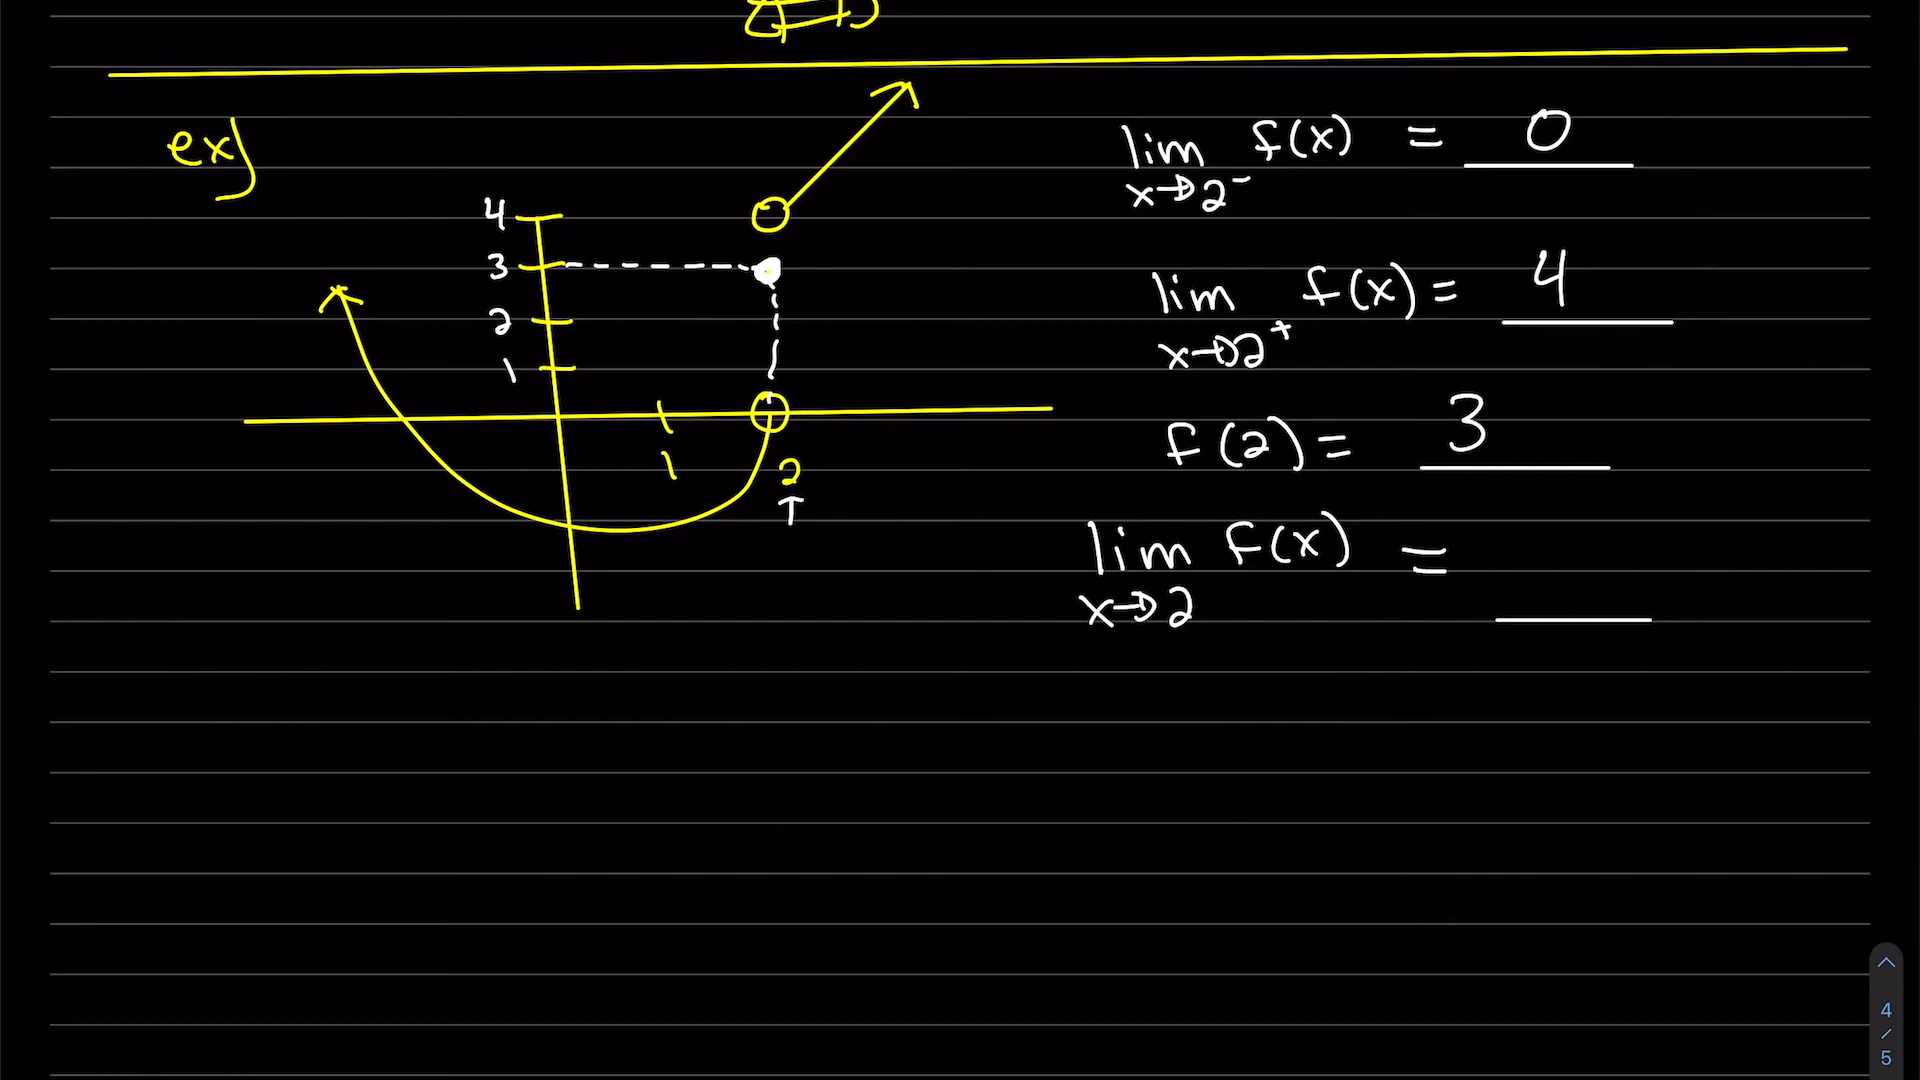 ex)
4
3
2
1
1 2
lim f(x) = 0
x→2⁻
lim f(x) = 4
x→2⁺
f(2) = 3
lim f(x) =
x→2
4
/
5